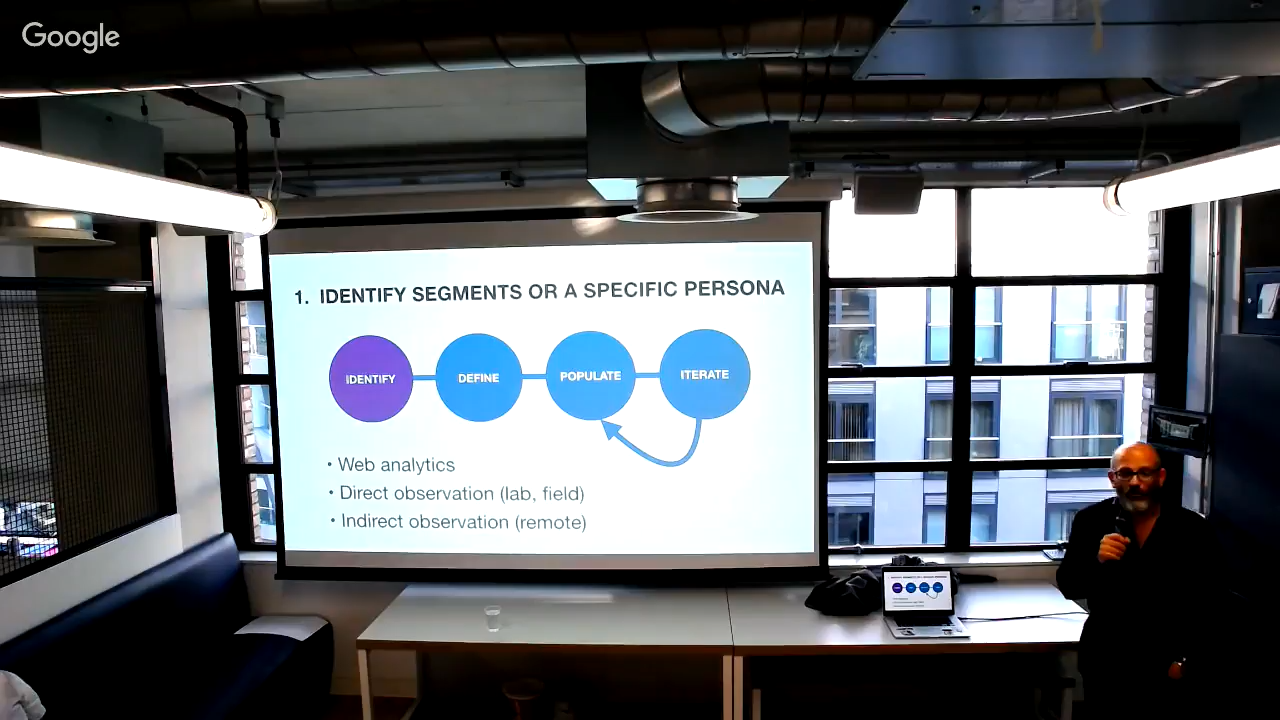 Google
1. IDENTIFY SEGMENTS OR A SPECIFIC PERSONA
IDENTIFY
DEFINE
POPULATE
ITERATE
• Web analytics
• Direct observation (lab, field)
• Indirect observation (remote)